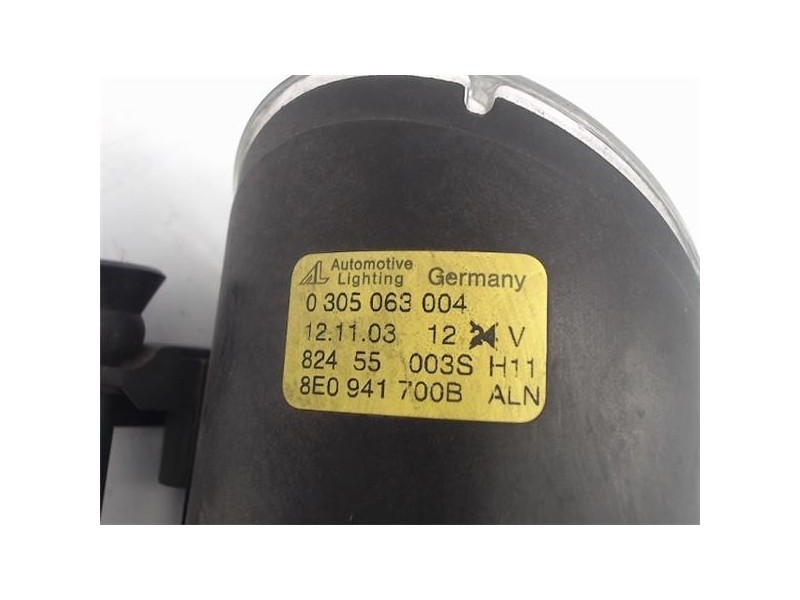 AL Automotive
Lighting Germany
0 305 063 004
12.11.03 12 V
824 55 003S H11
8E0 941 700B ALN